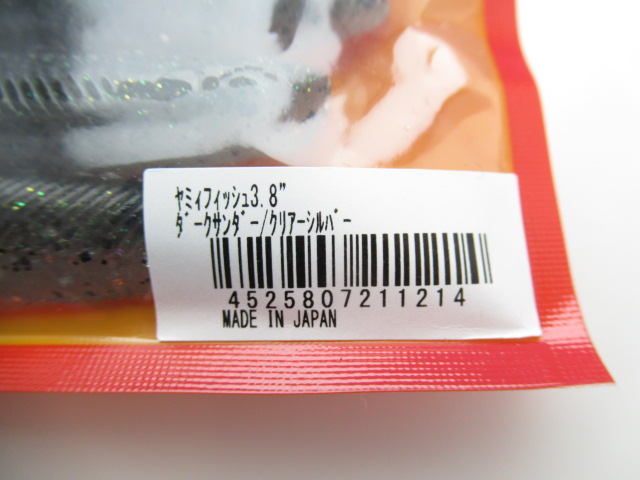 ﾔﾐィﾌｨｯｼｭ3.8"
ﾀﾞｰｸｻﾝﾀﾞｰ/ｸﾘｱｰｼﾙﾊﾞｰ
4525807211214
MADE IN JAPAN